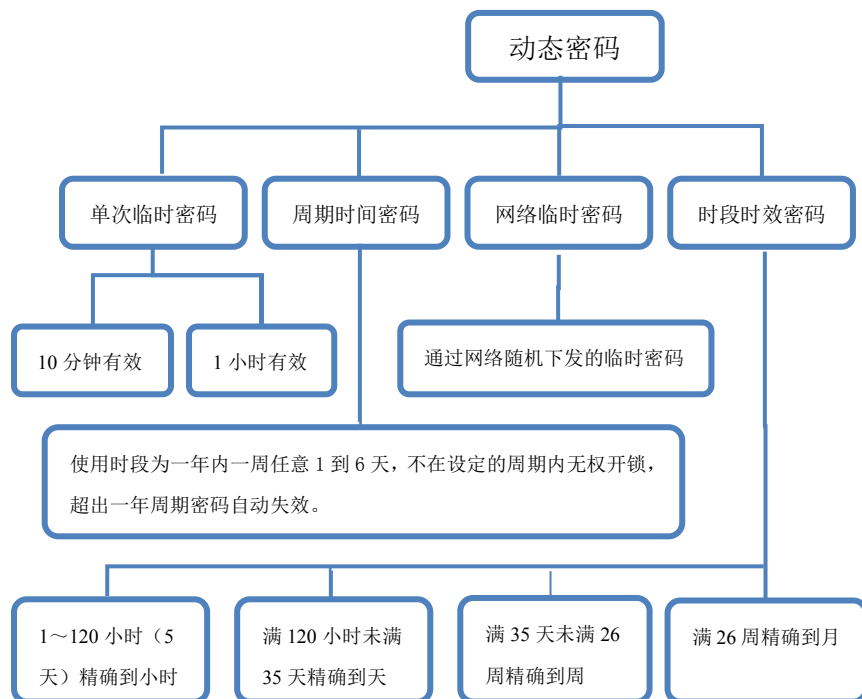 动态密码
单次临时密码
周期时间密码
网络临时密码
时段时效密码
10 分钟有效
1 小时有效
通过网络随机下发的临时密码
使用时段为一年内一周任意 1 到 6 天，不在设定的周期内无权开锁，
超出一年周期密码自动失效。
1～120 小时（5
天）精确到小时
满 120 小时未满
35 天精确到天
满 35 天未满 26
周精确到周
满 26 周精确到月